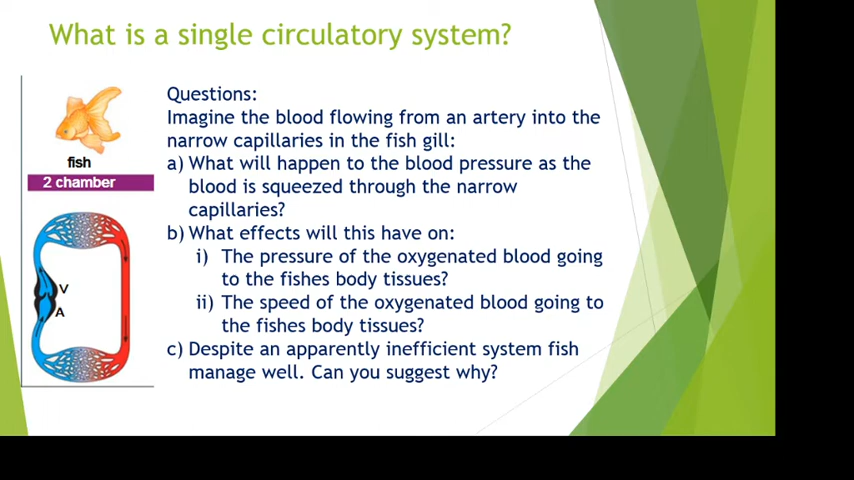 What is a single circulatory system?
fish
2 chamber
V
A
Questions:
Imagine the blood flowing from an artery into the
narrow capillaries in the fish gill:
a) What will happen to the blood pressure as the
blood is squeezed through the narrow
capillaries?
b) What effects will this have on:
i) The pressure of the oxygenated blood going
to the fishes body tissues?
ii) The speed of the oxygenated blood going to
the fishes body tissues?
c) Despite an apparently inefficient system fish
manage well. Can you suggest why?